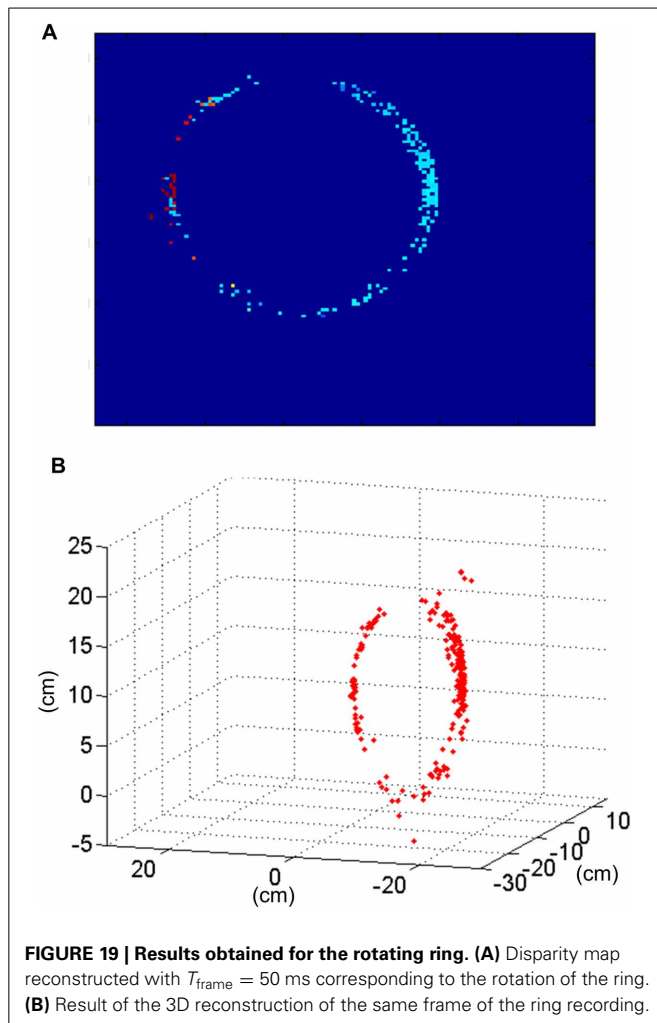 A
B
25
20
15
10
5
0
-5
(cm)
20
0
-20
(cm)
-30
-20
-10
0
10
(cm)
FIGURE 19 | Results obtained for the rotating ring. (A) Disparity map
reconstructed with Tframe = 50 ms corresponding to the rotation of the ring.
(B) Result of the 3D reconstruction of the same frame of the ring recording.